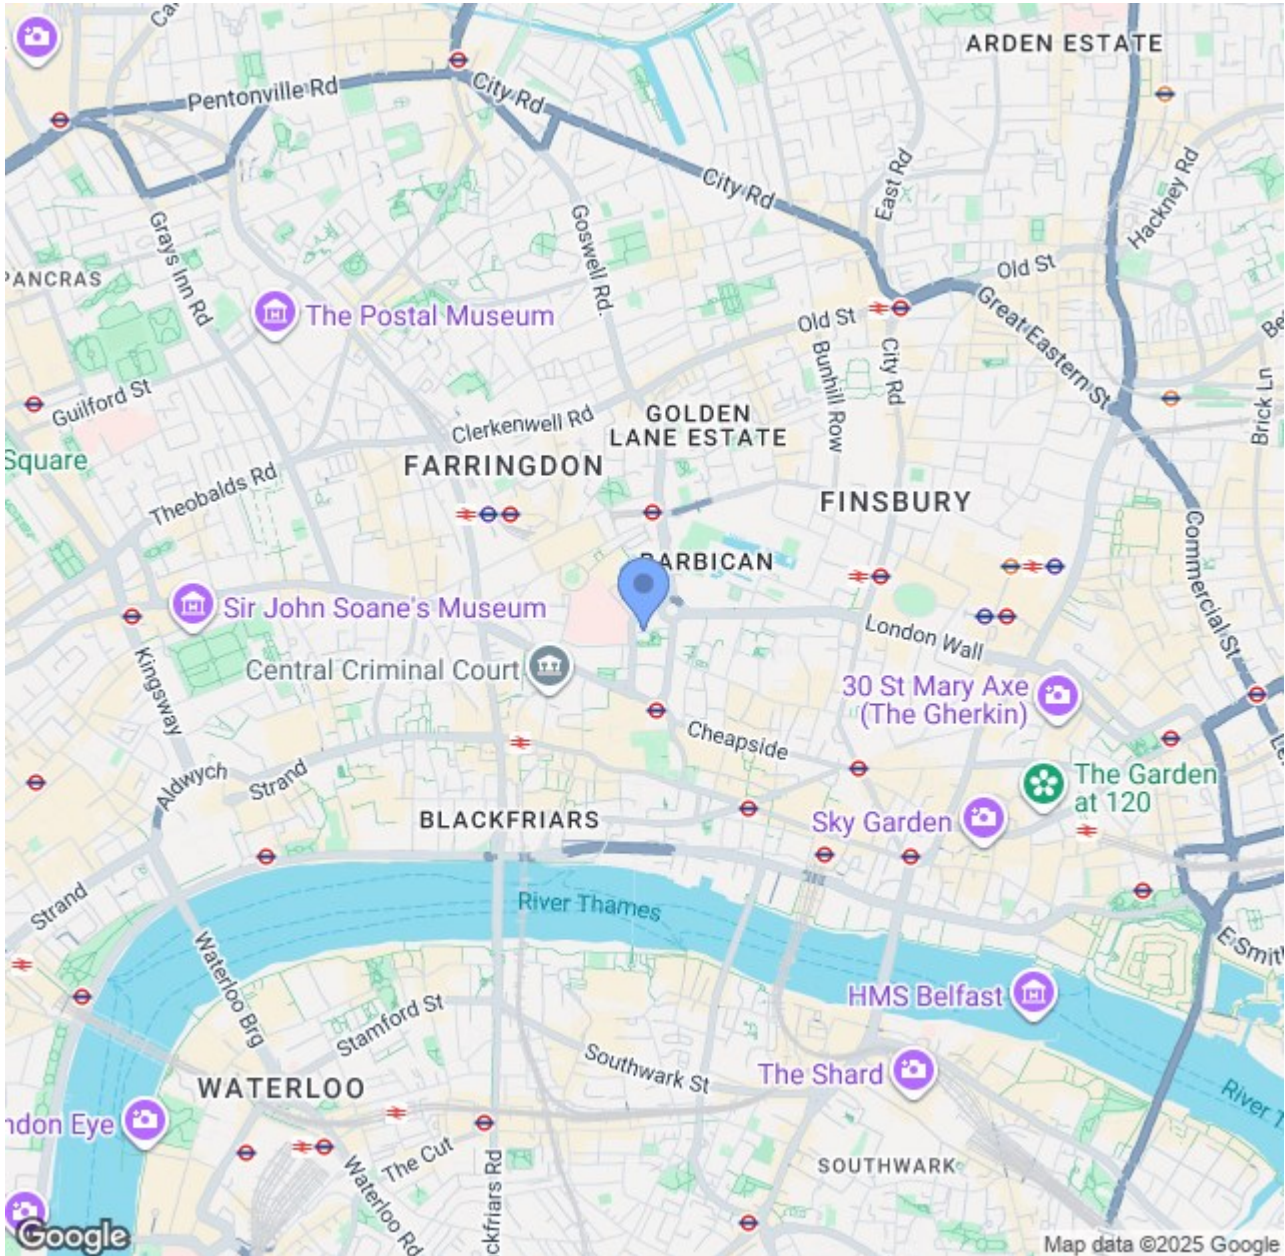 ARDEN ESTATE
Pentonville Rd
City Rd
City Rd
East Rd
Hackney Rd
Goswell Rd.
Grays Inn Rd
PANCRAS
Old St
The Postal Museum
Old St
Great Eastern St
Bunhill Row
City Rd
Guilford St
Brick Ln
Clerkenwell Rd
GOLDEN
LANE ESTATE
Square
FARRINGDON
Theobalds Rd
FINSBURY
Commercial St
BARBICAN
Sir John Soane's Museum
London Wall
Central Criminal Court
Kingsway
30 St Mary Axe
(The Gherkin)
Cheapside
Aldwych
Strand
The Garden
at 120
BLACKFRIARS
Sky Garden
Strand
River Thames
E Smith
Waterloo Brg
HMS Belfast
Stamford St
Southwark St
The Shard
WATERLOO
River T
ndon Eye
The Cut
SOUTHWARK
Waterloo Rd
ckfriars Rd
Google
Map data ©2025 Google